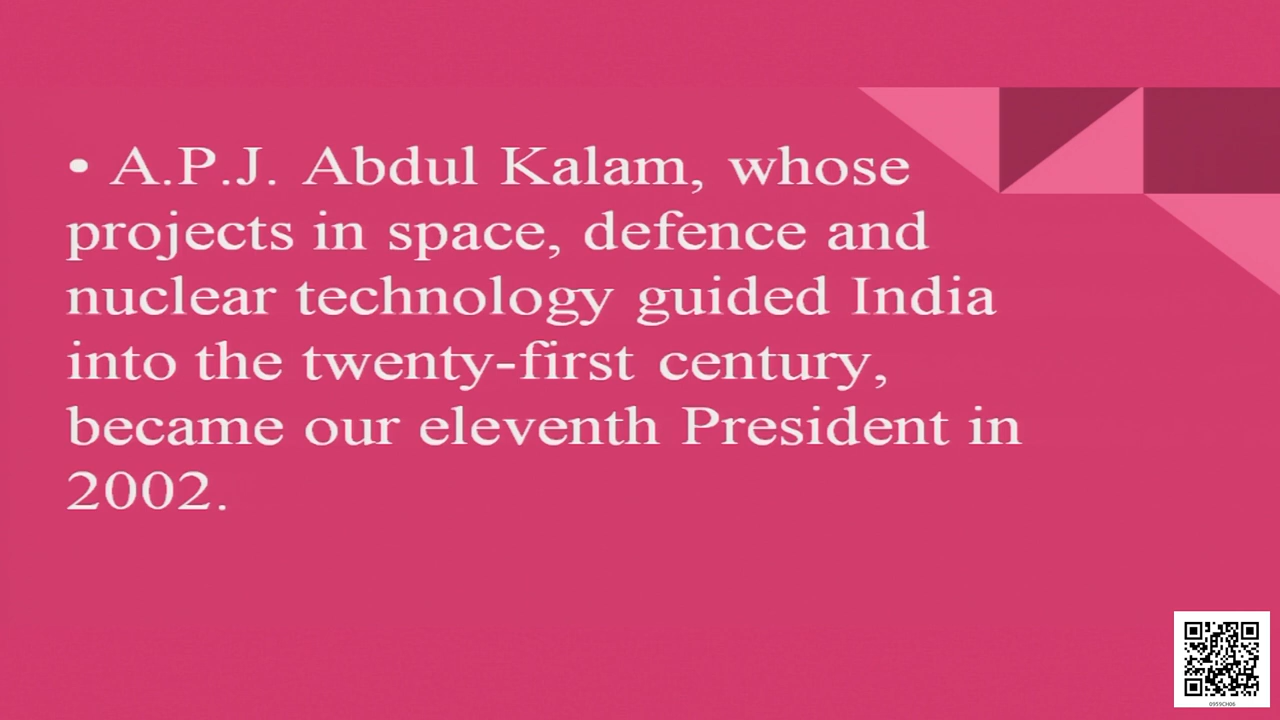 • A.P.J. Abdul Kalam, whose
projects in space, defence and
nuclear technology guided India
into the twenty-first century,
became our eleventh President in
2002.
0959CH06